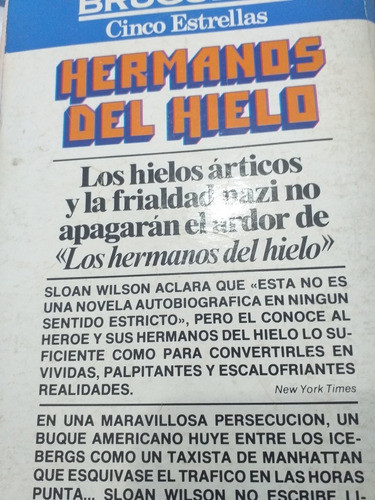 Cinco Estrellas
HERMANOS
DEL HIELO
Los hielos árticos
y la frialdad nazi no
apagarán el ardor de
«Los hermanos del hielo»
SLOAN WILSON ACLARA QUE «ESTA NO ES
UNA NOVELA AUTOBIOGRAFICA EN NINGUN
SENTIDO ESTRICTO», PERO EL CONOCE AL
HEROE Y SUS HERMANOS DEL HIELO LO SU-
FICIENTE COMO PARA CONVERTIRLES EN
VIVIDAS, PALPITANTES Y ESCALOFRIANTES
REALIDADES. New York Times
EN UNA MARAVILLOSA PERSECUCION, UN
BUQUE AMERICANO HUYE ENTRE LOS ICE-
BERGS COMO UN TAXISTA DE MANHATTAN
QUE ESQUIVASE EL TRAFICO EN LAS HORAS
PUNTA... SLOAN WILSON NO ESCRIBE LI-